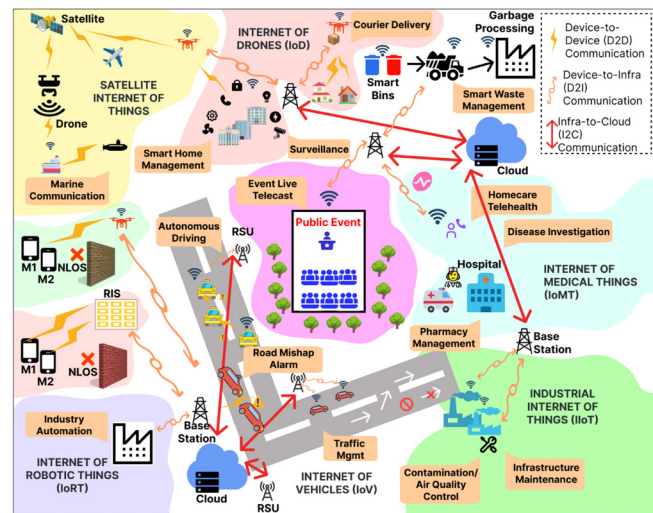 Satellite
INTERNET OF
DRONES (IoD)
Courier Delivery
Garbage
Processing
Device-to-
Device (D2D)
Communication
Device-to-Infra
(D2I)
Communication
Infra-to-Cloud
(I2C)
Communication
SATELLITE
INTERNET OF
THINGS
Drone
Smart
Bins
Smart Waste
Management
Marine
Communication
Smart Home
Management
Surveillance
Cloud
Event Live
Telecast
Homecare
Telehealth
Disease Investigation
Autonomous
Driving
RSU
Public Event
M1
M2
NLOS
Hospital
INTERNET OF
MEDICAL THINGS
(IoMT)
RIS
M1
M2
NLOS
Pharmacy
Management
Base
Station
Road Mishap
Alarm
RSU
INDUSTRIAL
INTERNET OF
THINGS (IIoT)
Industry
Automation
Base
Station
Traffic
Mgmt
INTERNET OF
ROBOTIC THINGS
(IoRT)
Cloud
INTERNET OF
VEHICLES (IoV)
RSU
Contamination/
Air Quality
Control
Infrastructure
Maintenance